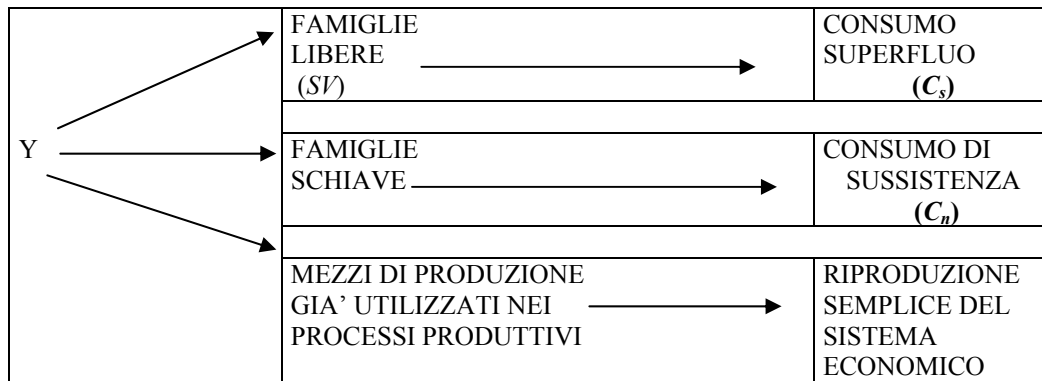 Y
FAMIGLIE
LIBERE
(SV)
CONSUMO
SUPERFLUO
(Cs)
FAMIGLIE
SCHIAVE
CONSUMO DI
SUSSISTENZA
(Cn)
MEZZI DI PRODUZIONE
GIA’ UTILIZZATI NEI
PROCESSI PRODUTTIVI
RIPRODUZIONE
SEMPLICE DEL
SISTEMA
ECONOMICO